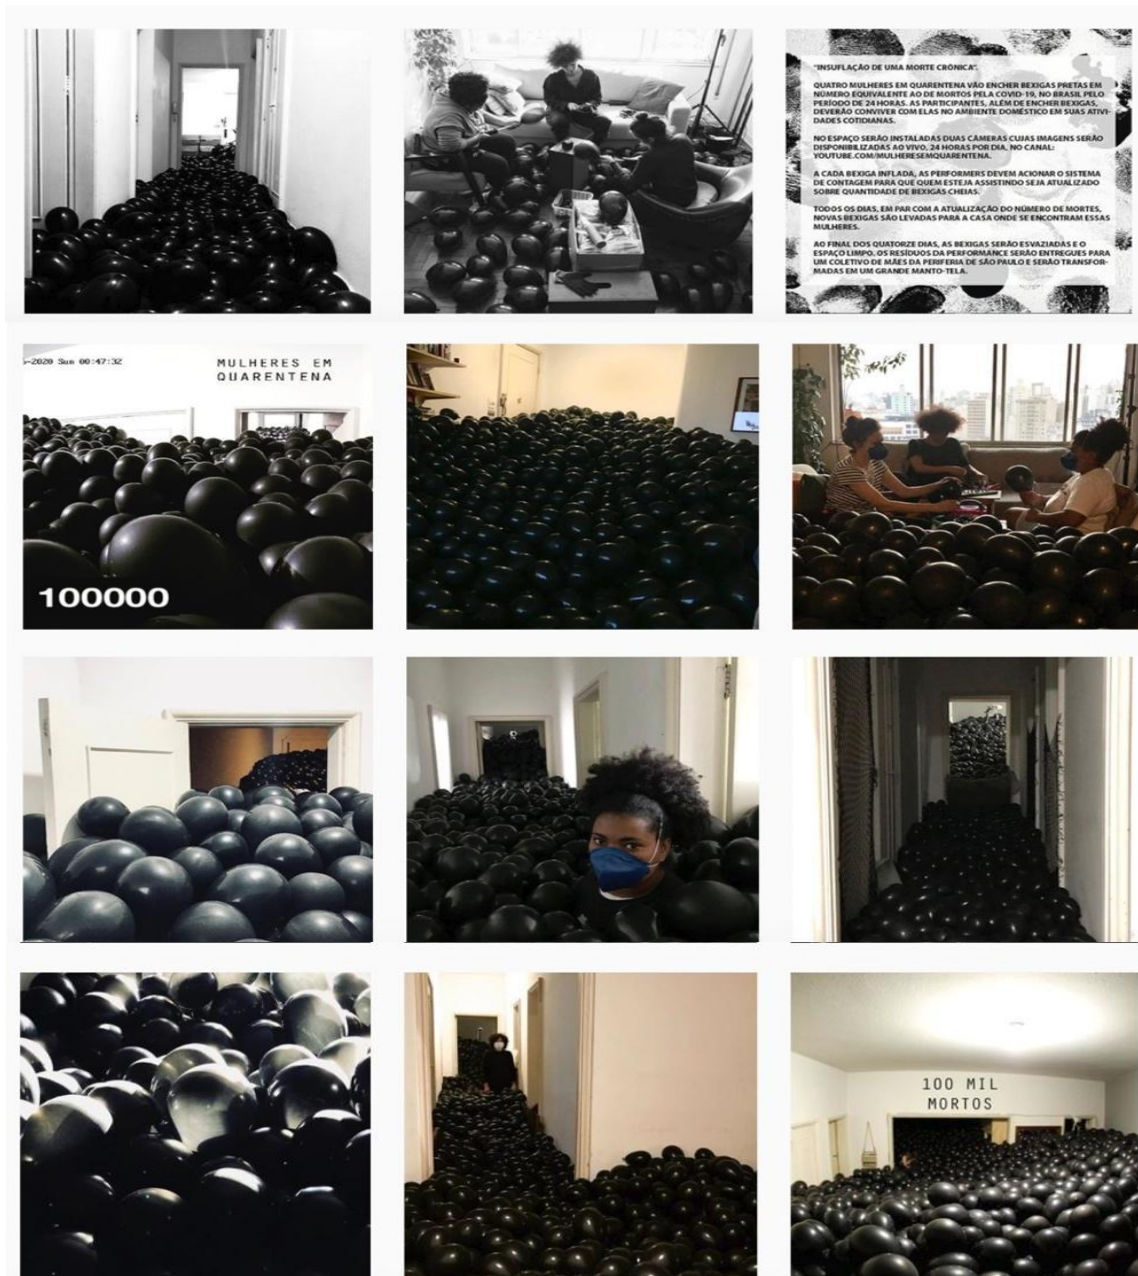 "INSUFLAÇÃO DE UMA MORTE CRÔNICA".
QUATRO MULHERES EM QUARENTENA VÃO ENCHER BEXIGAS PRETAS EM
NÚMERO EQUIVALENTE AO DE MORTOS PELA COVID-19, NO BRASIL PELO
PERÍODO DE 24 HORAS. AS PARTICIPANTES, ALÉM DE ENCHER BEXIGAS,
DEVERÃO CONVIVER COM ELAS NO AMBIENTE DOMÉSTICO EM SUAS ATIVI-
DADES COTIDIANAS.
NO ESPAÇO SERÃO INSTALADAS DUAS CÂMERAS CUJAS IMAGENS SERÃO
DISPONIBILIZADAS AO VIVO, 24 HORAS POR DIA, NO CANAL:
YOUTUBE.COM/MULHERESEMQUARENTENA.
A CADA BEXIGA INFLADA, AS PERFORMERS DEVEM ACIONAR O SISTEMA
DE CONTAGEM PARA QUE QUEM ESTEJA ASSISTINDO SEJA ATUALIZADO
SOBRE QUANTIDADE DE BEXIGAS CHEIAS.
TODOS OS DIAS, EM PAR COM A ATUALIZAÇÃO DO NÚMERO DE MORTES,
NOVAS BEXIGAS SÃO LEVADAS PARA A CASA ONDE SE ENCONTRAM ESSAS
MULHERES.
AO FINAL DOS QUATORZE DIAS, AS BEXIGAS SERÃO ESVAZIADAS E O
ESPAÇO LIMPO. OS RESÍDUOS DA PERFORMANCE SERÃO ENTREGUES PARA
UM COLETIVO DE MÃES DA PERIFERIA DE SÃO PAULO E SERÃO TRANSFOR-
MADAS EM UM GRANDE MANTO-TELA.
-2020 Sun 00:47:32
MULHERES EM
QUARENTENA
100000
100 MIL
MORTOS